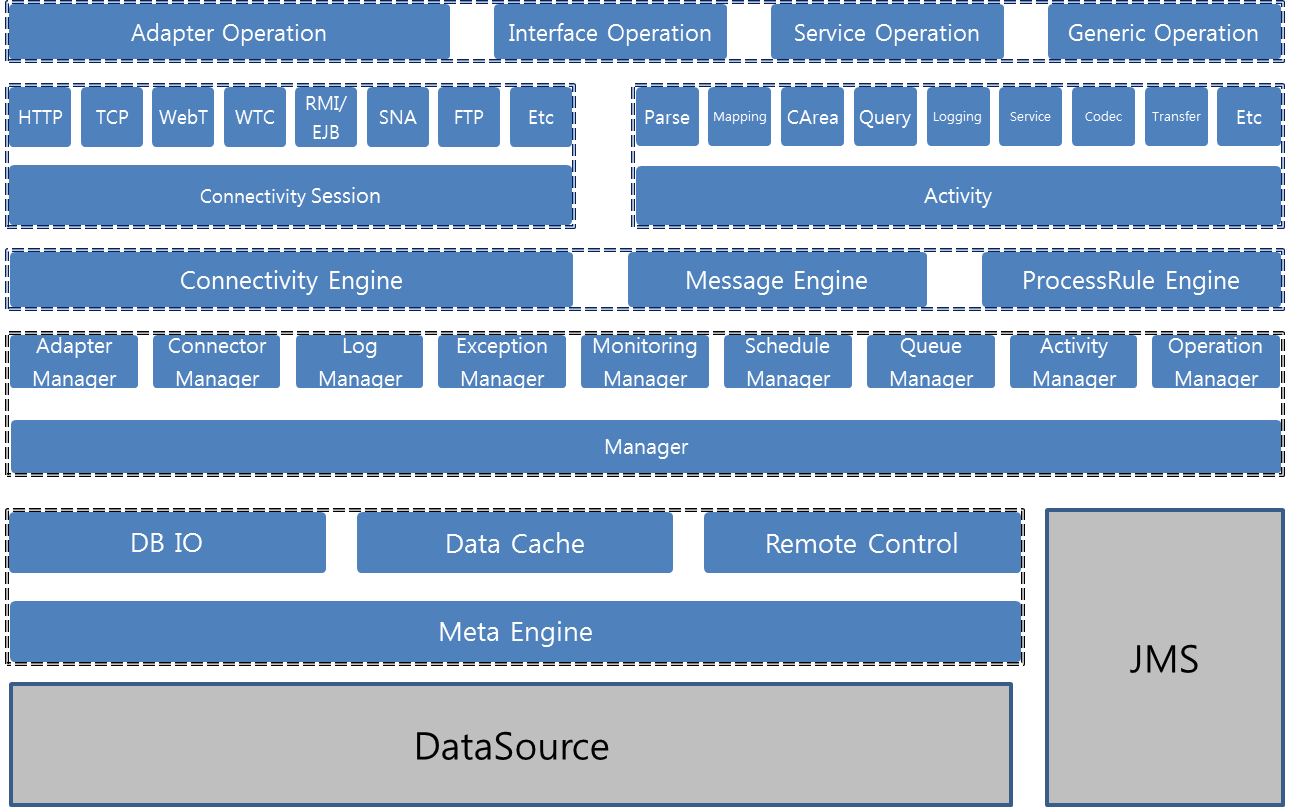 Adapter Operation
Interface Operation
Service Operation
Generic Operation
HTTP
TCP
WebT
WTC
RMI/
EJB
SNA
FTP
Etc
Connectivity Session
Parse
Mapping
CArea
Query
Logging
Service
Codec
Transfer
Etc
Activity
Connectivity Engine
Message Engine
ProcessRule Engine
Adapter
Manager
Connector
Manager
Log
Manager
Exception
Manager
Monitoring
Manager
Schedule
Manager
Queue
Manager
Activity
Manager
Operation
Manager
Manager
DB IO
Data Cache
Remote Control
Meta Engine
JMS
DataSource